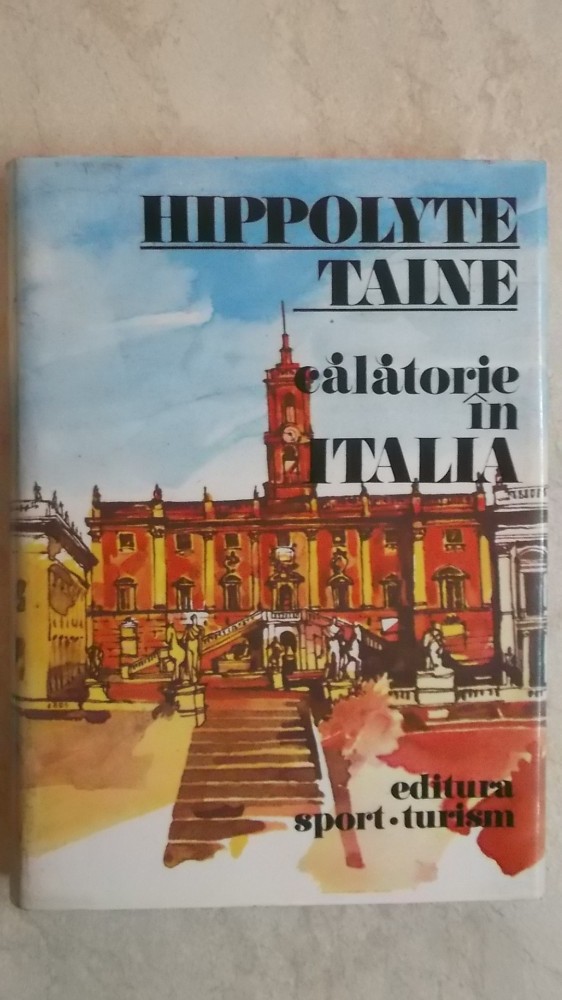 HIPPOLYTE
TAINE
călătorie
în
ITALIA
editura
sport•turism